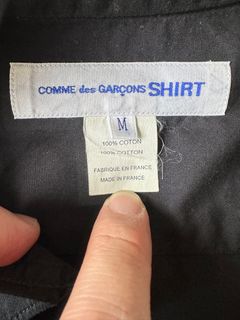 COMME des GARÇONS SHIRT
M
100% COTON
100% COTTON
FABRIQUE EN FRANCE
MADE IN FRANCE